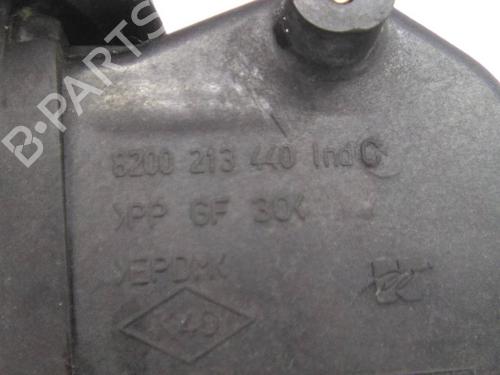 B-PARTS
8200 213 440 Ind C
>PP GF 30<
>EPDM<